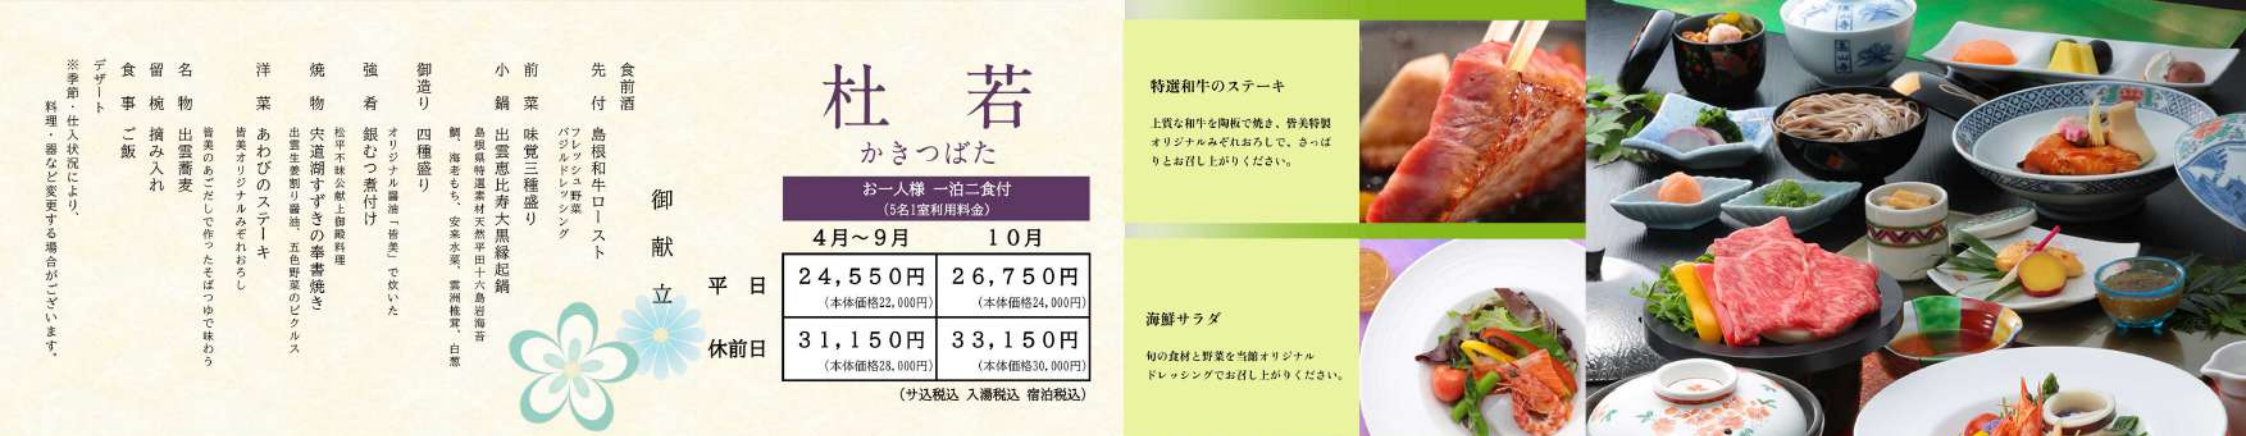 杜若
かきつばた
お一人様 一泊二食付
(5名1室利用料金)
4月～9月 10月
平日 24,550円 26,750円
(本体価格22,000円) (本体価格24,000円)
休前日 31,150円 33,150円
(本体価格28,000円) (本体価格30,000円)
(サ込税込 入湯税込 宿泊税込)
御献立
食前酒
先付 島根和牛ロースト
フレッシュ野菜
バジルドレッシング
前菜 味覚三種盛り
小鍋 出雲恵比寿大黒縁起鍋
島根県特選素材天然平田十六島岩海苔
鯛、海老もち、安来水菜、雲洲椎茸、白葱
御造り 四種盛り
オリジナル醤油「皆美」で炊いた
強肴 銀むつ煮付け
松平不昧公献上御殿料理
焼物 宍道湖すずきの奉書焼き
出雲生姜割り醤油、五色野菜のピクルス
洋菜 あわびのステーキ
皆美オリジナルみぞれおろし
皆美のあごだしで作ったそばつゆで味わう
名物 出雲蕎麦
留椀 摘み入れ
食事 ご飯
デザート
※季節・仕入状況により、
料理・器など変更する場合がございます。
特選和牛のステーキ
上質な和牛を陶板で焼き、皆美特製
オリジナルみぞれおろしで、さっぱ
りとお召し上がりください。
海鮮サラダ
旬の食材と野菜を当館オリジナル
ドレッシングでお召し上がりください。